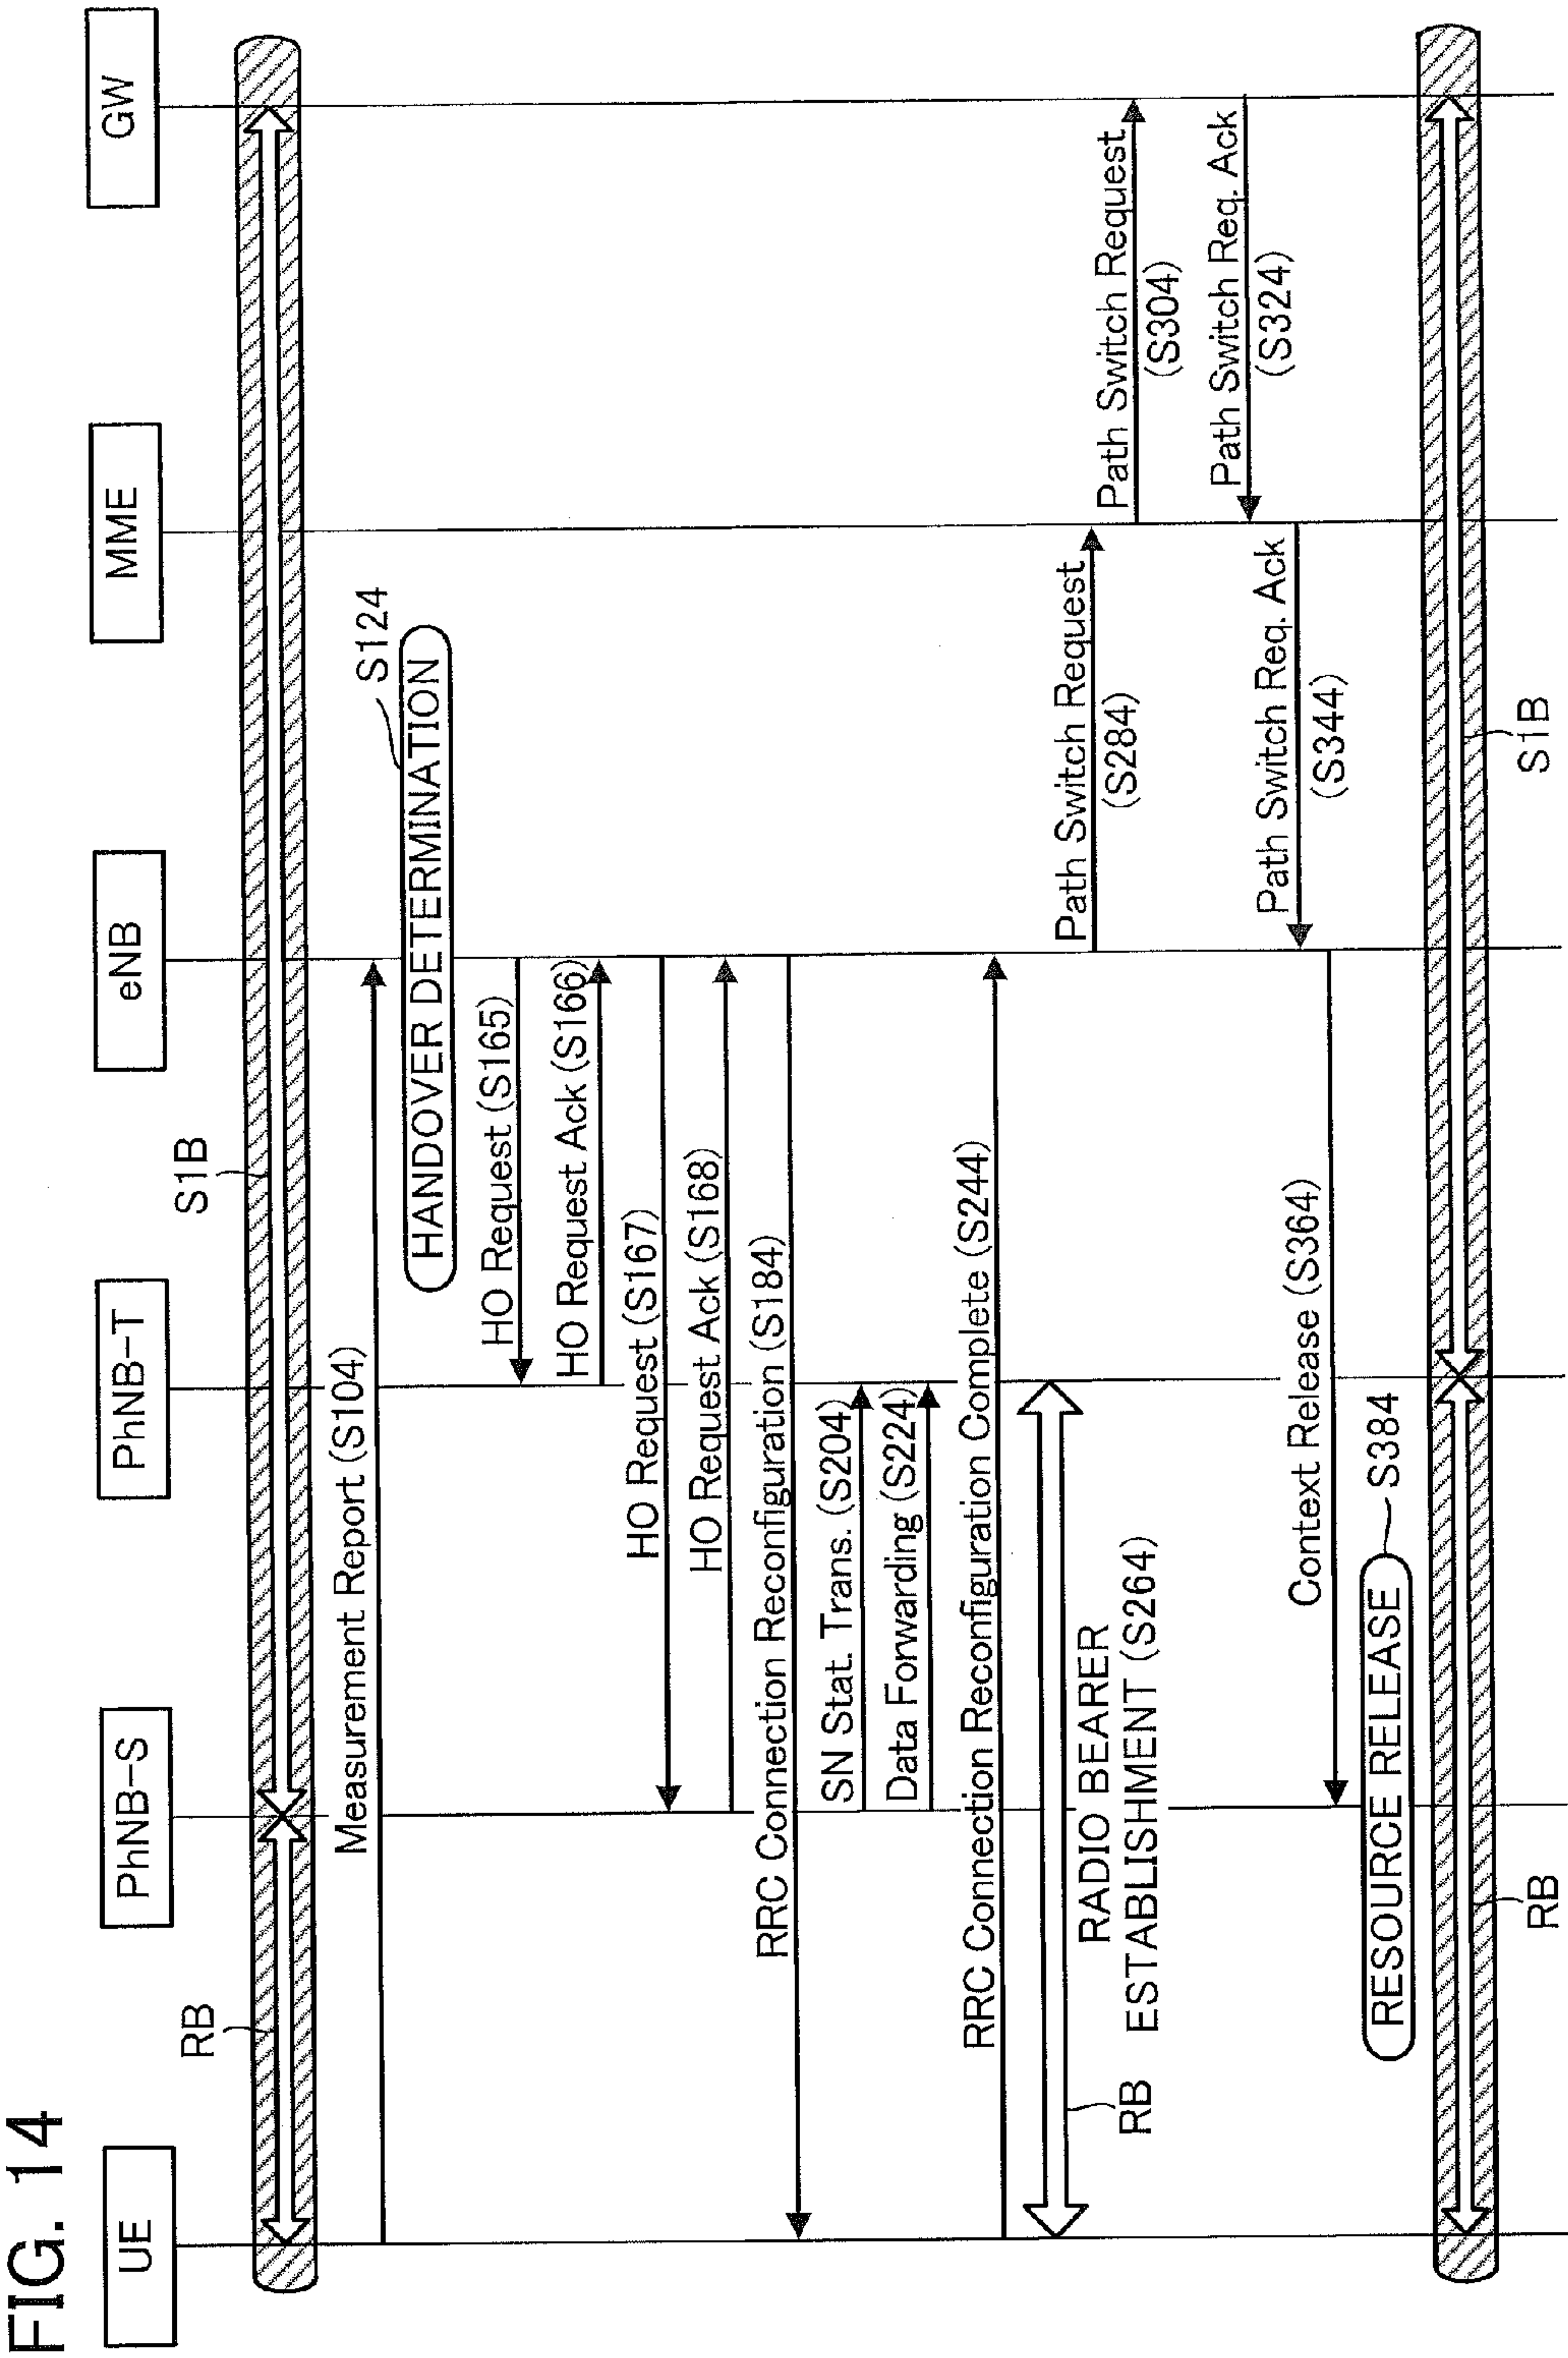 FIG. 14
UE
PhNB-S
PhNB-T
eNB
MME
GW
RB
S1B
Measurement Report (S104)
S124
HANDOVER DETERMINATION
HO Request (S165)
HO Request Ack (S166)
HO Request (S167)
HO Request Ack (S168)
RRC Connection Reconfiguration (S184)
SN Stat. Trans. (S204)
Data Forwarding (S224)
RRC Connection Reconfiguration Complete (S244)
RB
RADIO BEARER
ESTABLISHMENT (S264)
Path Switch Request
(S284)
Path Switch Request
(S304)
Path Switch Req. Ack
(S324)
Path Switch Req. Ack
(S344)
Context Release (S364)
RESOURCE RELEASE
S384
RB
S1B